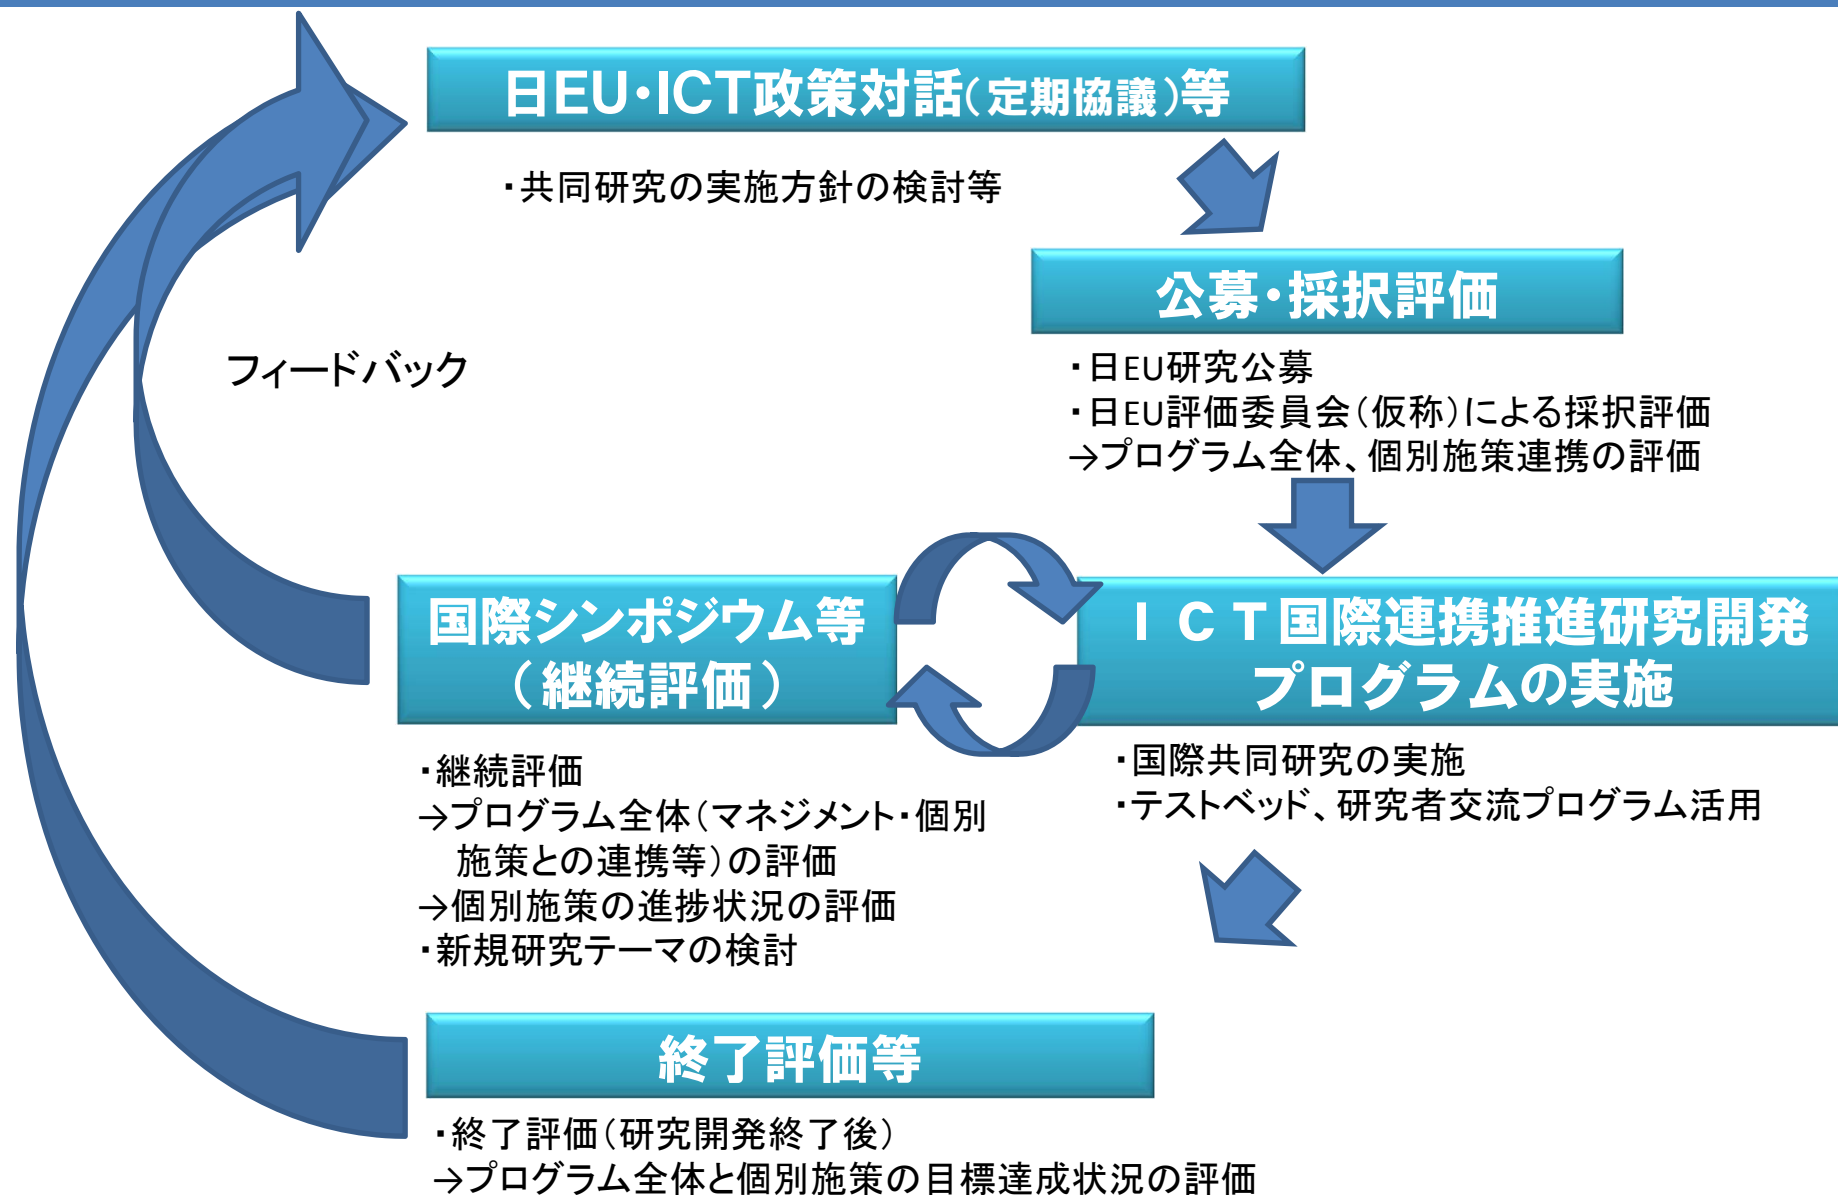 日EU・ICT政策対話(定期協議)等
・共同研究の実施方針の検討等
公募・採択評価
・日EU研究公募
・日EU評価委員会(仮称)による採択評価
→プログラム全体、個別施策連携の評価
フィードバック
国際シンポジウム等
(継続評価)
ＩＣＴ国際連携推進研究開発
プログラムの実施
・国際共同研究の実施
・テストベッド、研究者交流プログラム活用
・継続評価
→プログラム全体(マネジメント・個別
施策との連携等)の評価
→個別施策の進捗状況の評価
・新規研究テーマの検討
終了評価等
・終了評価(研究開発終了後)
→プログラム全体と個別施策の目標達成状況の評価